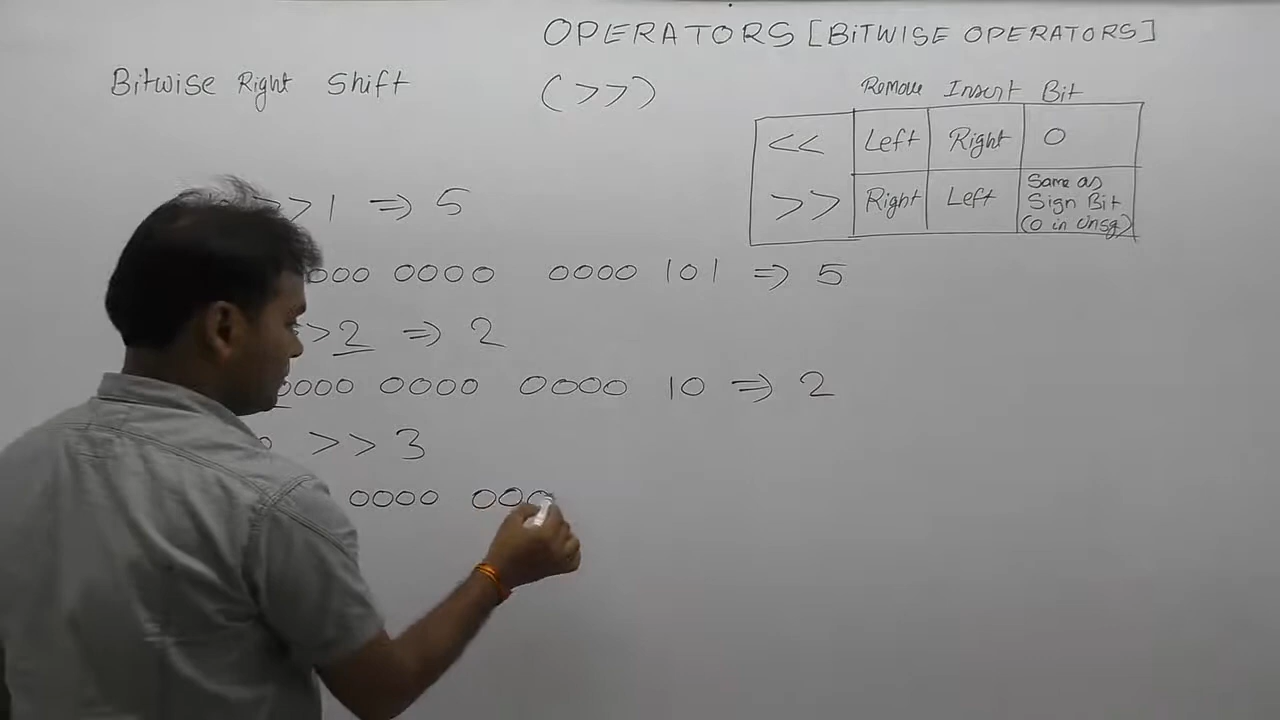 OPERATORS [BITWISE OPERATORS]
Bitwise Right Shift (>>)
Remove Insert Bit
<< Left Right 0
>> Right Left Same as Sign Bit (0 in Unsg)
>>1 => 5
000 0000 0000 101 => 5
>2 => 2
0000 0000 0000 10 => 2
>> 3
0000 000